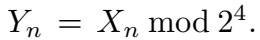 Yₙ = Xₙ mod 2⁴.